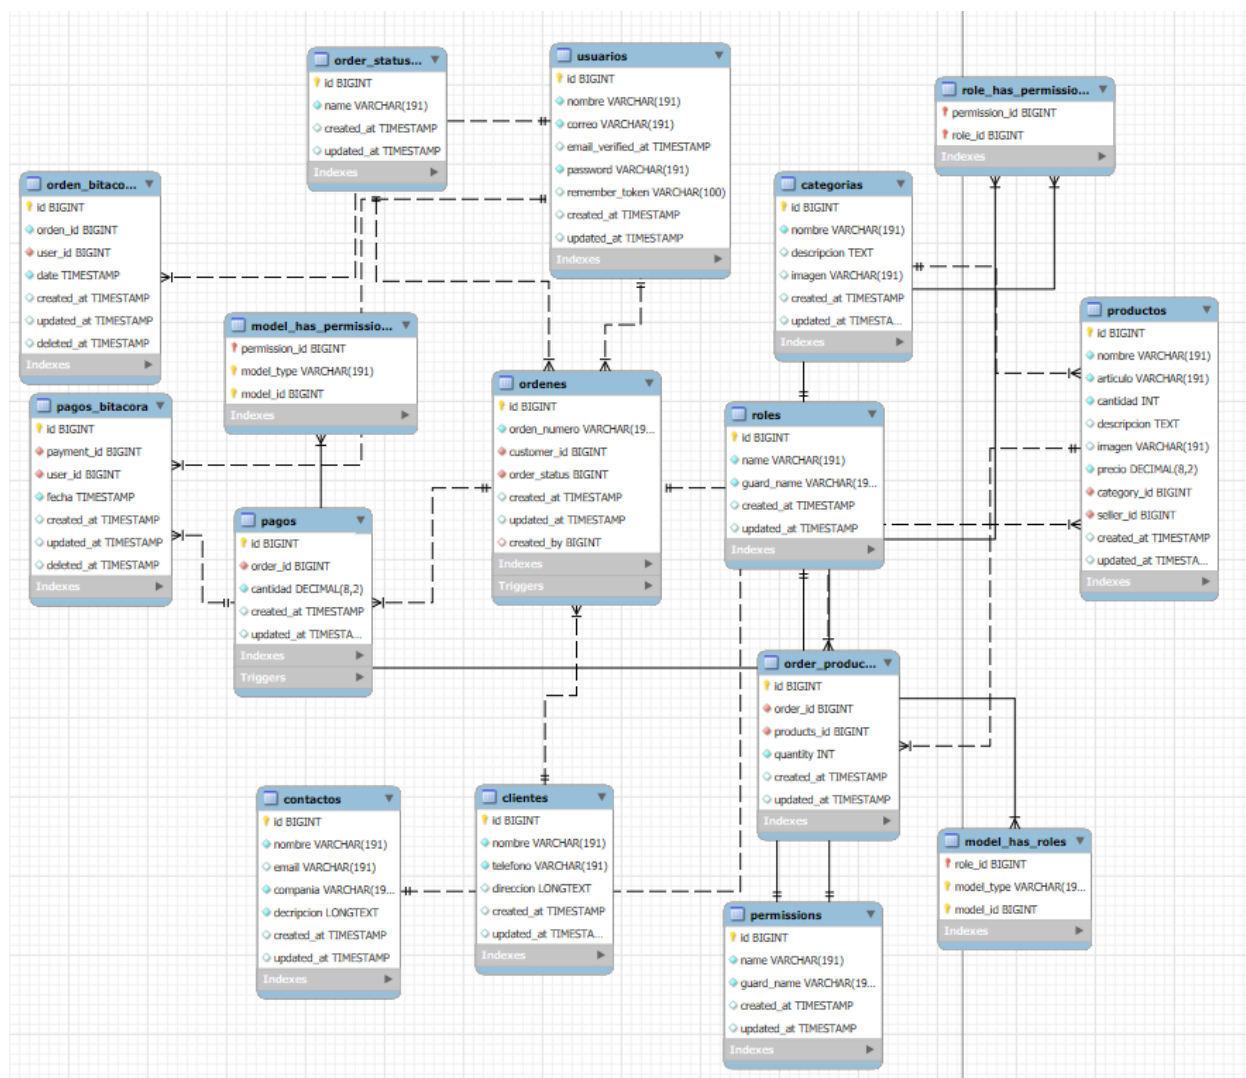 order_status...
id BIGINT
name VARCHAR(191)
created_at TIMESTAMP
updated_at TIMESTAMP
Indexes
usuarios
id BIGINT
nombre VARCHAR(191)
correo VARCHAR(191)
email_verified_at TIMESTAMP
password VARCHAR(191)
remember_token VARCHAR(100)
created_at TIMESTAMP
updated_at TIMESTAMP
Indexes
role_has_permissio...
permission_id BIGINT
role_id BIGINT
Indexes
orden_bitaco...
id BIGINT
orden_id BIGINT
user_id BIGINT
date TIMESTAMP
created_at TIMESTAMP
updated_at TIMESTAMP
deleted_at TIMESTAMP
Indexes
categorias
id BIGINT
nombre VARCHAR(191)
descripcion TEXT
imagen VARCHAR(191)
created_at TIMESTAMP
updated_at TIMESTA...
Indexes
productos
id BIGINT
nombre VARCHAR(191)
articulo VARCHAR(191)
cantidad INT
descripcion TEXT
imagen VARCHAR(191)
precio DECIMAL(8,2)
category_id BIGINT
seller_id BIGINT
created_at TIMESTAMP
updated_at TIMESTA...
Indexes
model_has_permissio...
permission_id BIGINT
model_type VARCHAR(191)
model_id BIGINT
Indexes
ordenes
id BIGINT
orden_numero VARCHAR(19...
customer_id BIGINT
order_status BIGINT
created_at TIMESTAMP
updated_at TIMESTAMP
created_by BIGINT
Indexes
Triggers
pagos_bitacora
id BIGINT
payment_id BIGINT
user_id BIGINT
fecha TIMESTAMP
created_at TIMESTAMP
updated_at TIMESTAMP
deleted_at TIMESTAMP
Indexes
roles
id BIGINT
name VARCHAR(191)
guard_name VARCHAR(19...
created_at TIMESTAMP
updated_at TIMESTAMP
Indexes
pagos
id BIGINT
order_id BIGINT
cantidad DECIMAL(8,2)
created_at TIMESTAMP
updated_at TIMESTA...
Indexes
Triggers
order_produc...
id BIGINT
order_id BIGINT
products_id BIGINT
quantity INT
created_at TIMESTAMP
updated_at TIMESTAMP
Indexes
contactos
id BIGINT
nombre VARCHAR(191)
email VARCHAR(191)
compania VARCHAR(19...
decripcion LONGTEXT
created_at TIMESTAMP
updated_at TIMESTAMP
Indexes
clientes
id BIGINT
nombre VARCHAR(191)
telefono VARCHAR(191)
direccion LONGTEXT
created_at TIMESTAMP
updated_at TIMESTA...
Indexes
model_has_roles
role_id BIGINT
model_type VARCHAR(19...
model_id BIGINT
Indexes
permissions
id BIGINT
name VARCHAR(191)
guard_name VARCHAR(19...
created_at TIMESTAMP
updated_at TIMESTAMP
Indexes